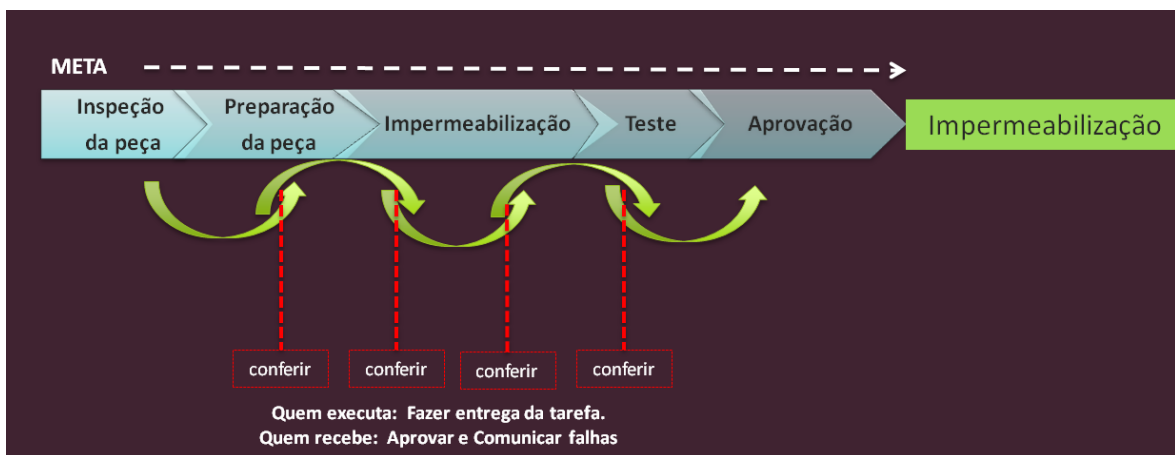 META
Inspeção
da peça
Preparação
da peça
Impermeabilização
Teste
Aprovação
Impermeabilização
conferir
conferir
conferir
conferir
Quem executa: Fazer entrega da tarefa.
Quem recebe: Aprovar e Comunicar falhas